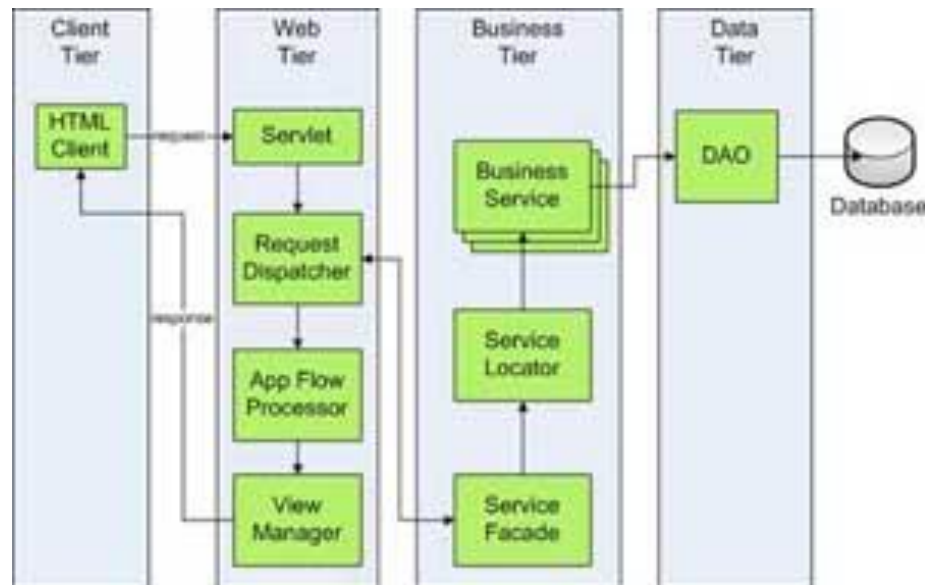 Client
Tier
Web
Tier
Business
Tier
Data
Tier
HTML
Client
request
Servlet
Business
Service
DAO
Database
Request
Dispatcher
response
Service
Locator
App Flow
Processor
View
Manager
Service
Facade